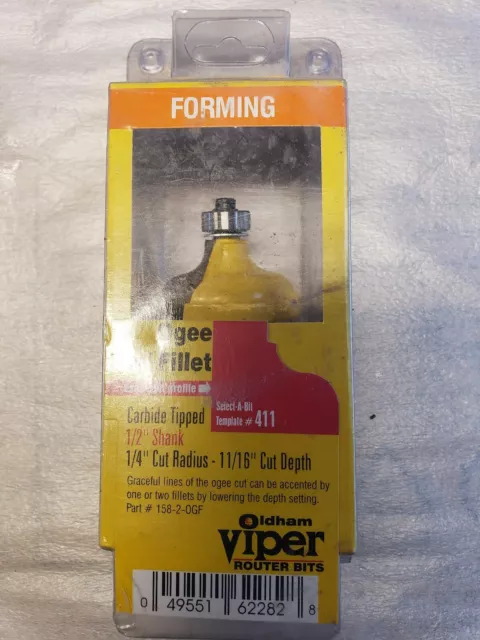 FORMING
Ogee
Fillet
profile
Select-A-Bit
Template # 411
Carbide Tipped
1/2" Shank
1/4" Cut Radius - 11/16" Cut Depth
Graceful lines of the ogee cut can be accented by
one or two fillets by lowering the depth setting.
Part # 158-2-OGF
Oldham
Viper
ROUTER BITS
0 49551 62282 8